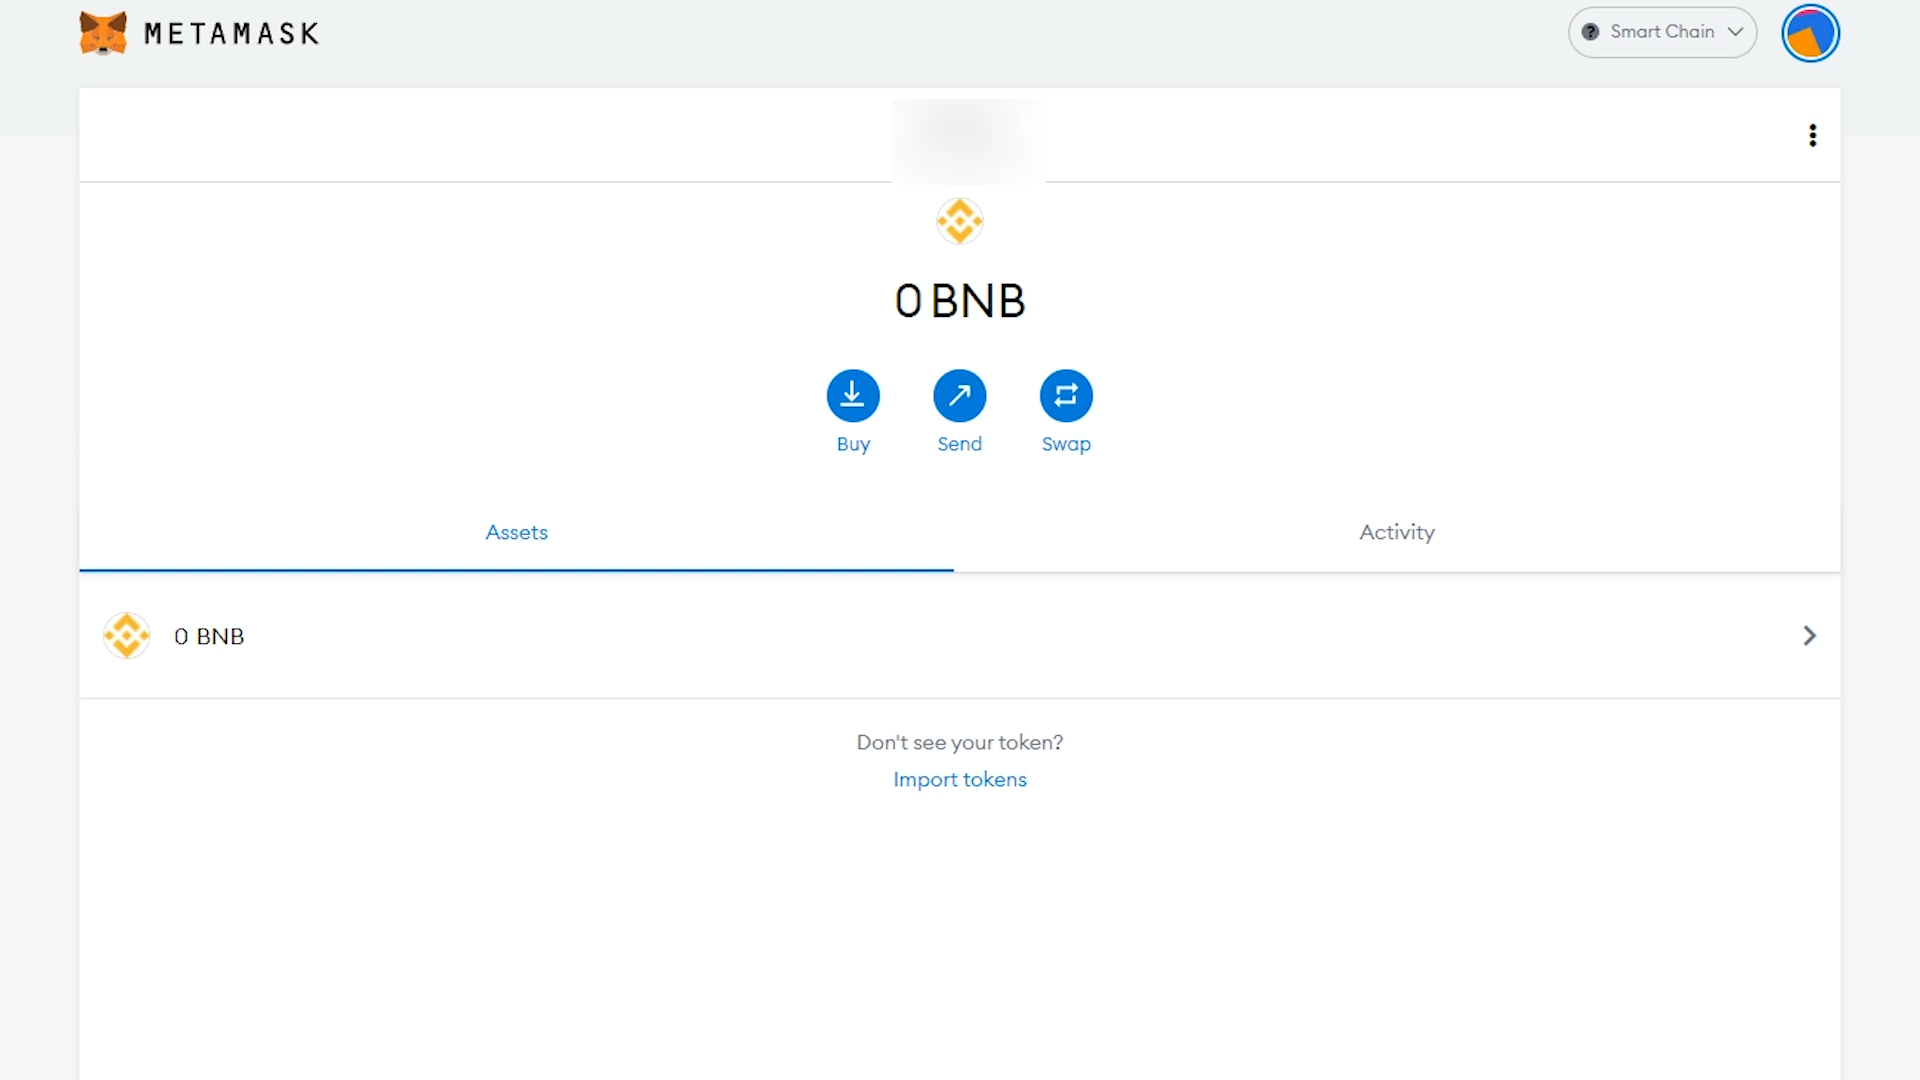 METAMASK
? Smart Chain
0 BNB
Buy
Send
Swap
Assets
Activity
0 BNB
Don't see your token?
Import tokens